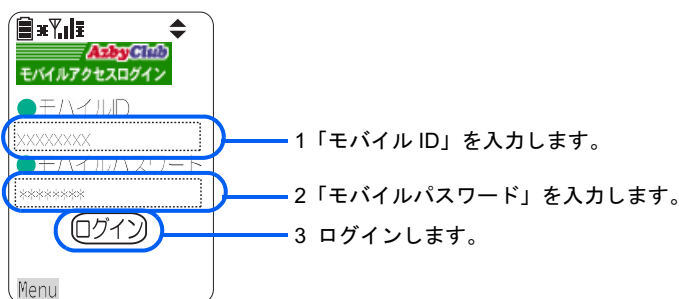 AzbyClub
モバイルアクセスログイン
●モバイルID
XXXXXXXX
1「モバイル ID」を入力します。
●モバイルパスワード
********
2「モバイルパスワード」を入力します。
ログイン
3 ログインします。
Menu